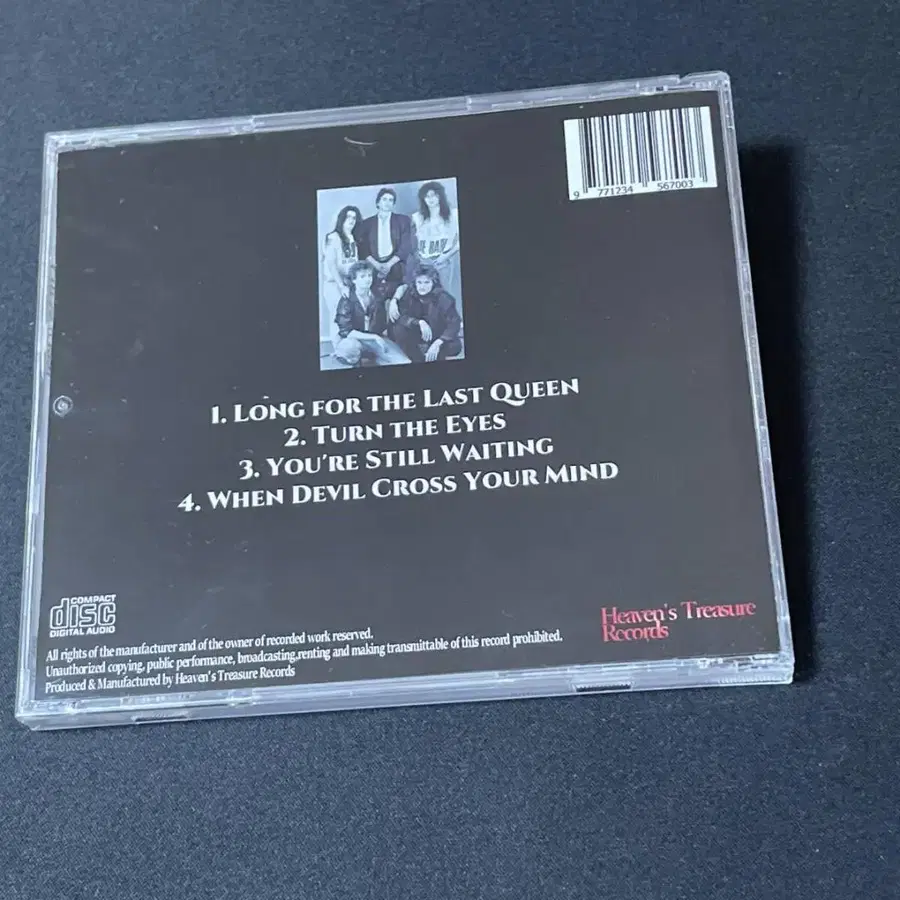 9 771234 567003
1. LONG FOR THE LAST QUEEN
2. TURN THE EYES
3. YOU'RE STILL WAITING
4. WHEN DEVIL CROSS YOUR MIND
COMPACT
disc
DIGITAL AUDIO
All rights of the manufacturer and of the owner of recorded work reserved.
Unauthorized copying, public performance, broadcasting,renting and making transmittable of this record prohibited.
Produced & Manufactured by Heaven's Treasure Records
Heaven's Treasure
Records